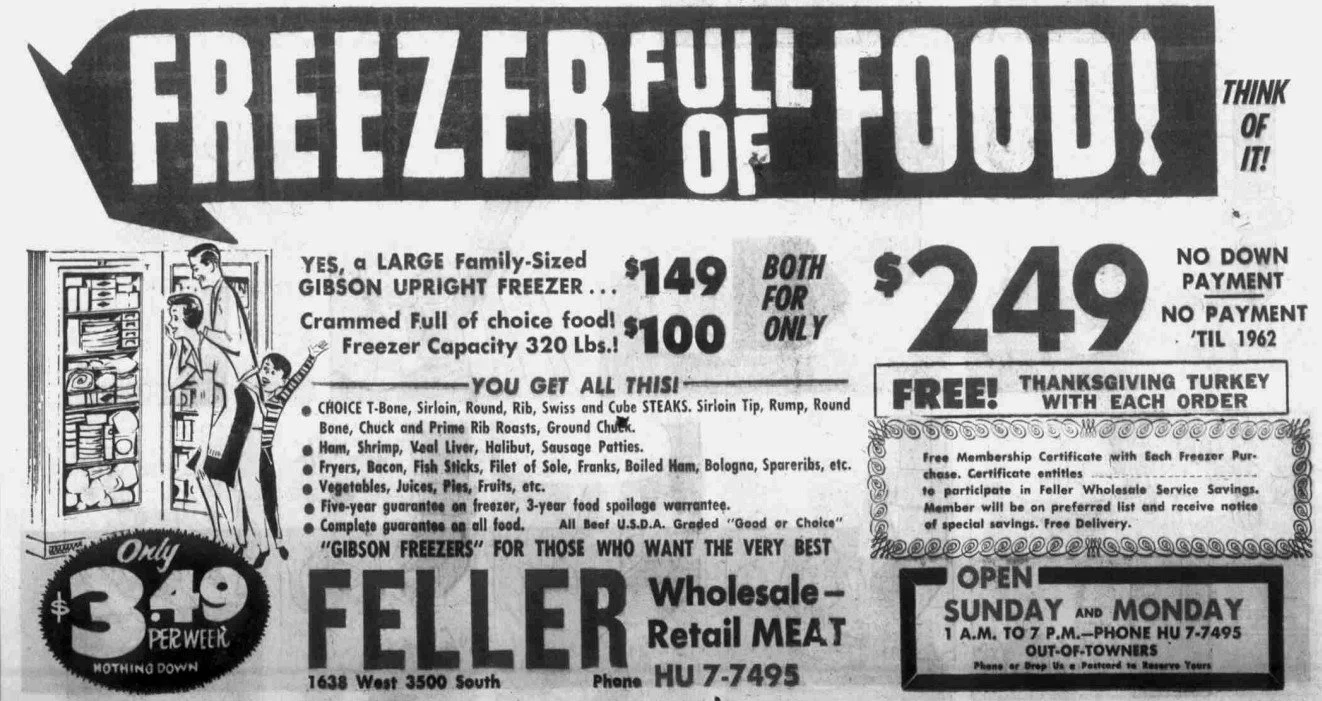 FREEZER FULL OF FOOD!
THINK
OF
IT!
YES, a LARGE Family-Sized
GIBSON UPRIGHT FREEZER... $149
Crammed Full of choice food!
Freezer Capacity 320 Lbs.! $100
BOTH
FOR
ONLY
$249
NO DOWN
PAYMENT
NO PAYMENT
'TIL 1962
YOU GET ALL THIS!
● CHOICE T-Bone, Sirloin, Round, Rib, Swiss and Cube STEAKS. Sirloin Tip, Rump, Round
Bone, Chuck and Prime Rib Roasts, Ground Chuck.
● Ham, Shrimp, Veal Liver, Halibut, Sausage Patties.
● Fryers, Bacon, Fish Sticks, Filet of Sole, Franks, Boiled Ham, Bologna, Spareribs, etc.
● Vegetables, Juices, Pies, Fruits, etc.
● Five-year guarantee on freezer, 3-year food spoilage warrantee.
● Complete guarantee on all food. All Beef U.S.D.A. Graded "Good or Choice"
"GIBSON FREEZERS" FOR THOSE WHO WANT THE VERY BEST
FREE! THANKSGIVING TURKEY
WITH EACH ORDER
Free Membership Certificate with Each Freezer Pur-
chase. Certificate entitles ........................
to participate in Feller Wholesale Service Savings.
Member will be on preferred list and receive notice
of special savings. Free Delivery.
Only
$3.49
PER WEEK
NOTHING DOWN
FELLER
Wholesale–
Retail MEAT
1638 West 3500 South Phone HU 7-7495
OPEN
SUNDAY AND MONDAY
1 A.M. TO 7 P.M.—PHONE HU 7-7495
OUT-OF-TOWNERS
Phone or Drop Us a Postcard to Reserve Yours